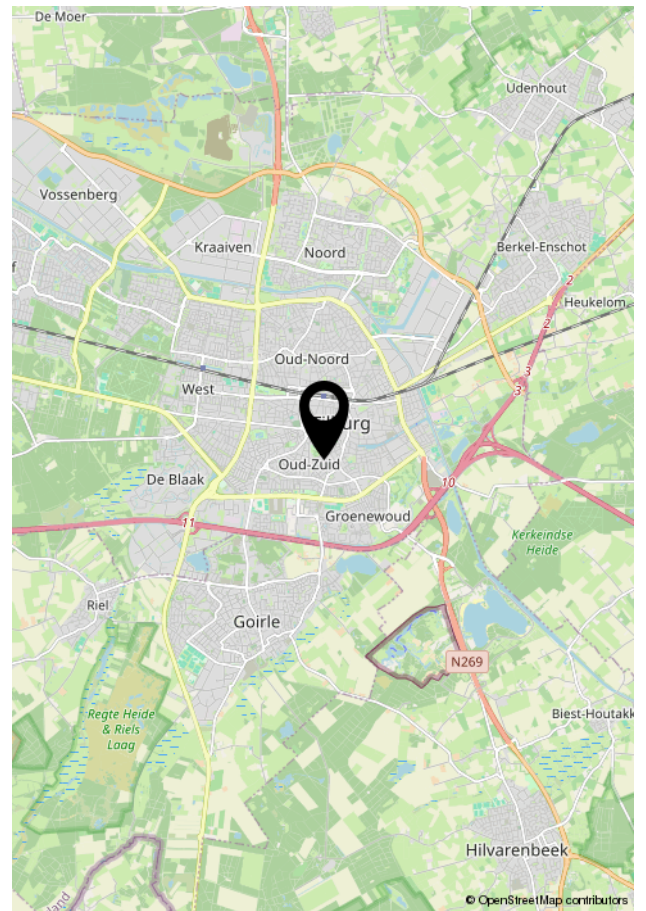 De Moer
Udenhout
Vossenberg
Kraaiven
Noord
Berkel-Enschot
2
Heukelom
2
Oud-Noord
3
3
West
Oud-Zuid
De Blaak
10
11
Groenewoud
Kerkeindse
Heide
Riel
Goirle
N269
Regte Heide
& Riels
Laag
Biest-Houtakk
Hilvarenbeek
© OpenStreetMap contributors